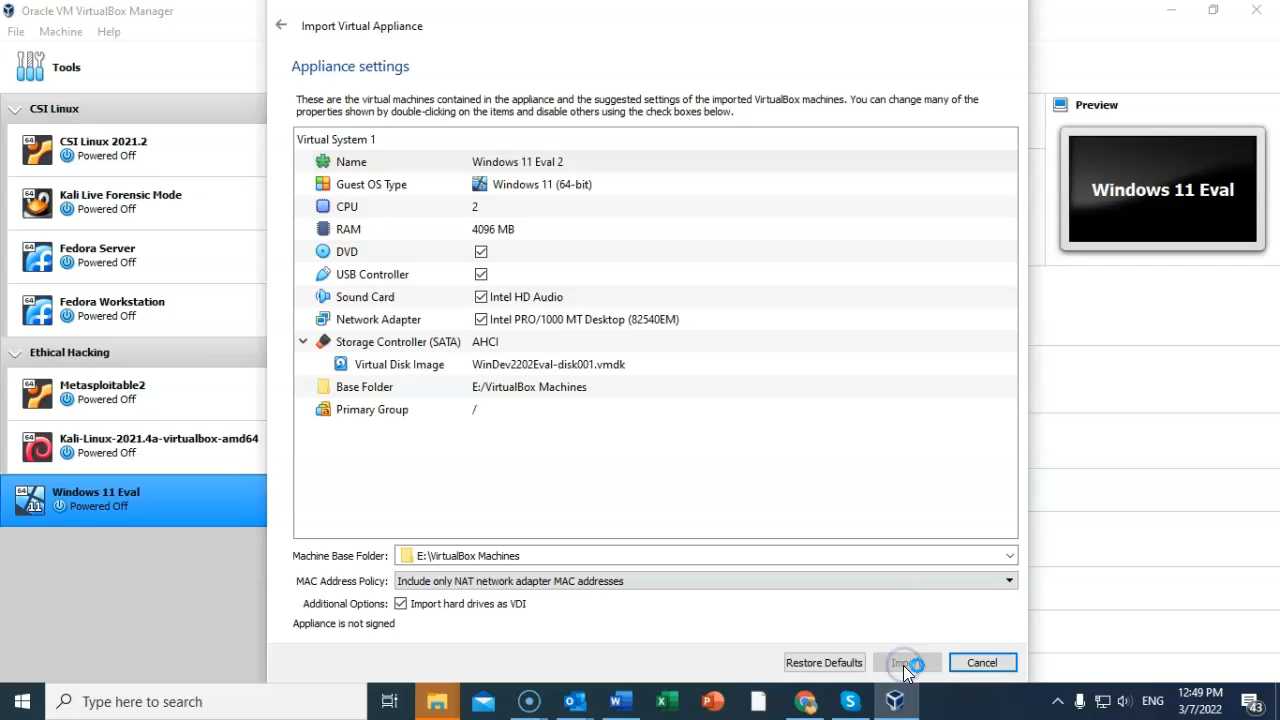 Oracle VM VirtualBox Manager
File Machine Help
Tools
CSI Linux
64
CSI Linux 2021.2
Powered Off
64
Kali Live Forensic Mode
Powered Off
64
Fedora Server
Powered Off
64
Fedora Workstation
Powered Off
Ethical Hacking
64
Metasploitable2
Powered Off
64
Kali-Linux-2021.4a-virtualbox-amd64
Powered Off
64
11
Windows 11 Eval
Powered Off
Import Virtual Appliance
Appliance settings
These are the virtual machines contained in the appliance and the suggested settings of the imported VirtualBox machines. You can change many of the
properties shown by double-clicking on the items and disable others using the check boxes below.
Virtual System 1
Name Windows 11 Eval 2
Guest OS Type Windows 11 (64-bit)
CPU 2
RAM 4096 MB
DVD
USB Controller
Sound Card Intel HD Audio
Network Adapter Intel PRO/1000 MT Desktop (82540EM)
Storage Controller (SATA) AHCI
Virtual Disk Image WinDev2202Eval-disk001.vmdk
Base Folder E:/VirtualBox Machines
Primary Group /
Machine Base Folder: E:\VirtualBox Machines
MAC Address Policy: Include only NAT network adapter MAC addresses
Additional Options: Import hard drives as VDI
Appliance is not signed
Restore Defaults Cancel
Preview
Windows 11 Eval
Type here to search
ENG
12:49 PM
3/7/2022
43